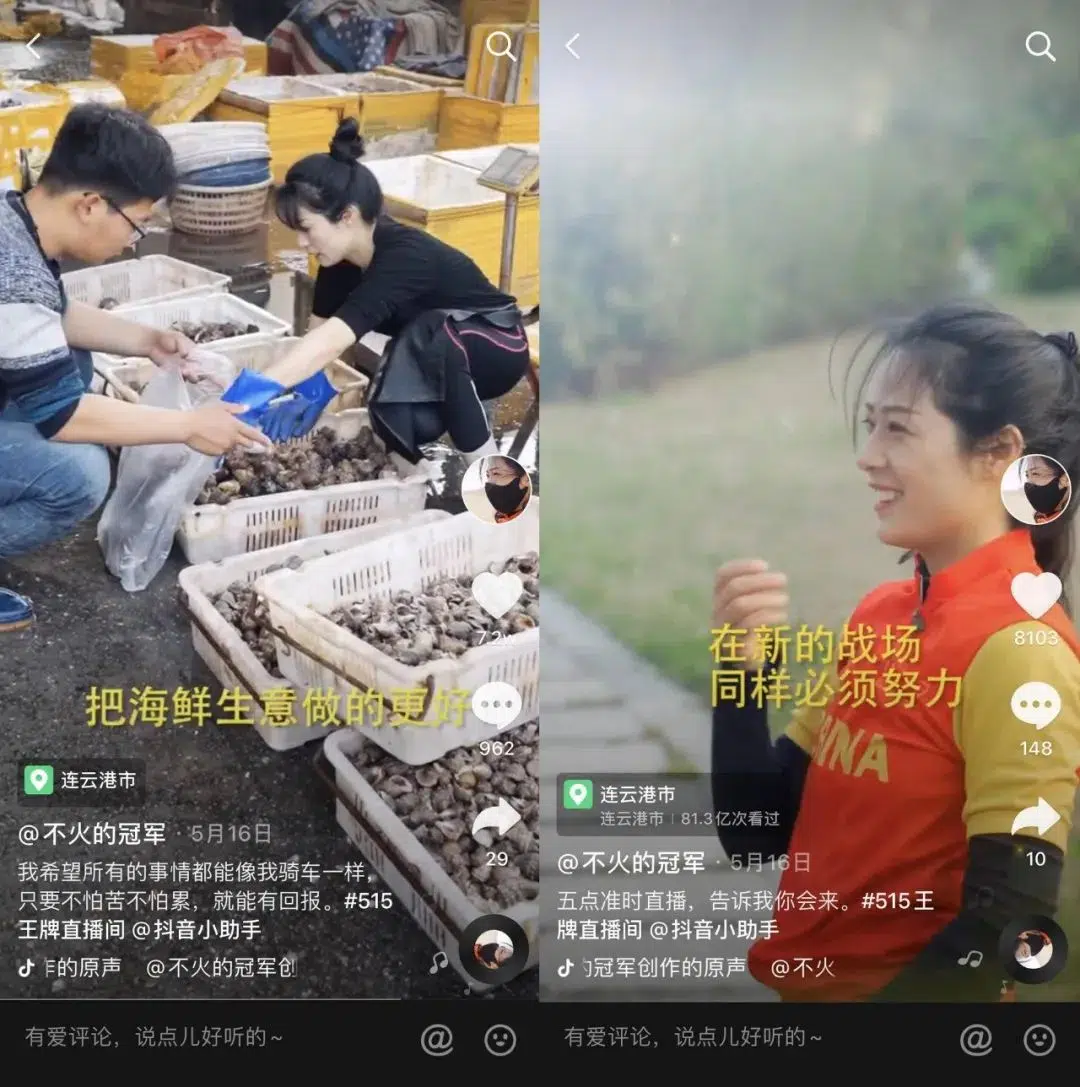 把海鲜生意做的更好
7.2w
962
连云港市
@不火的冠军 · 5月16日
29
我希望所有的事情都能像我骑车一样，
只要不怕苦不怕累，就能有回报。#515
王牌直播间 @抖音小助手
作的原声 @不火的冠军创
有爱评论，说点儿好听的~
在新的战场
同样必须努力
8103
INA
148
连云港市
连云港市 | 81.3亿次看过
@不火的冠军 · 5月16日
10
五点准时直播，告诉我你会来。#515王
牌直播间 @抖音小助手
的冠军创作的原声 @不火
有爱评论，说点儿好听的~